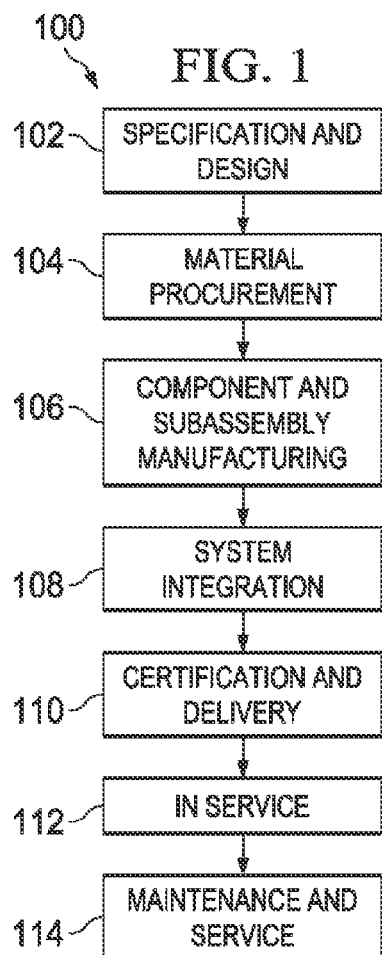 100
FIG. 1
102
SPECIFICATION AND
DESIGN
104
MATERIAL
PROCUREMENT
106
COMPONENT AND
SUBASSEMBLY
MANUFACTURING
108
SYSTEM
INTEGRATION
110
CERTIFICATION AND
DELIVERY
112
IN SERVICE
114
MAINTENANCE AND
SERVICE